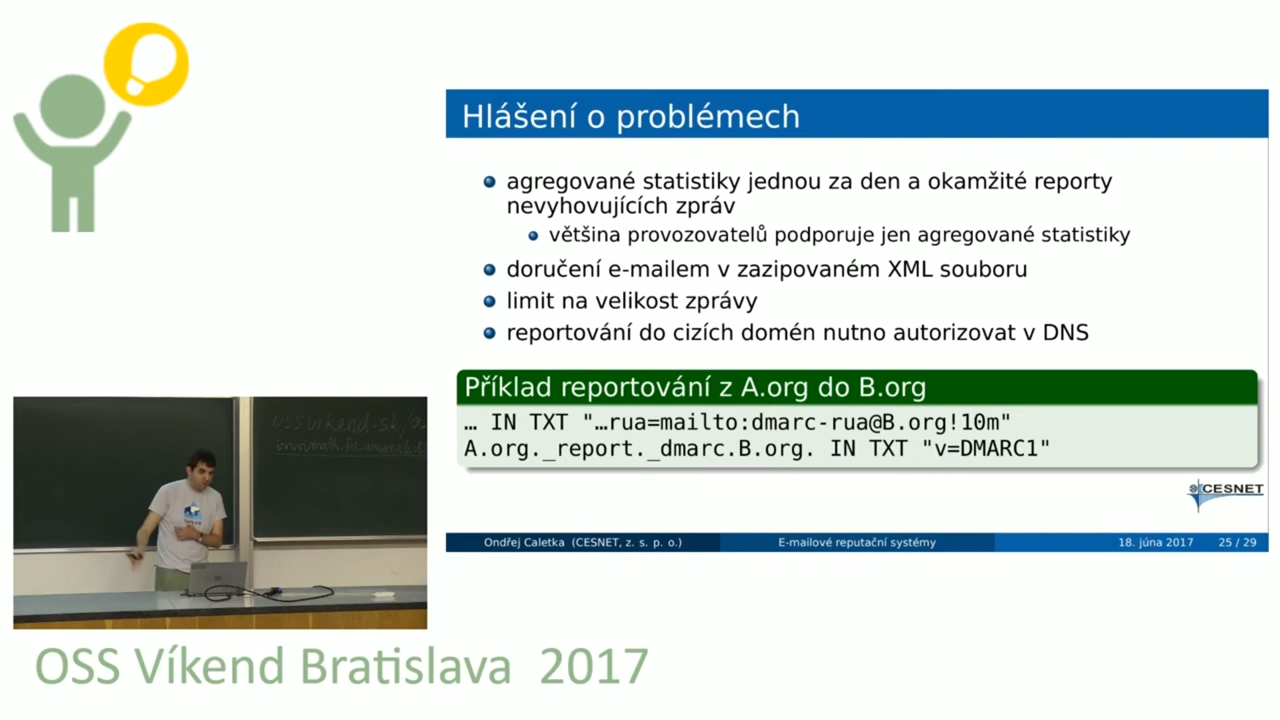 Hlášení o problémech
agregované statistiky jednou za den a okamžité reporty
nevyhovujících zpráv
většina provozovatelů podporuje jen agregované statistiky
doručení e-mailem v zazipovaném XML souboru
limit na velikost zprávy
reportování do cizích domén nutno autorizovat v DNS
Příklad reportování z A.org do B.org
… IN TXT "…rua=mailto:dmarc-rua@B.org!10m"
A.org._report._dmarc.B.org. IN TXT "v=DMARC1"
CESNET
Ondřej Caletka (CESNET, z. s. p. o.) E-mailové reputační systémy 18. júna 2017 25 / 29
OSS Víkend Bratislava 2017